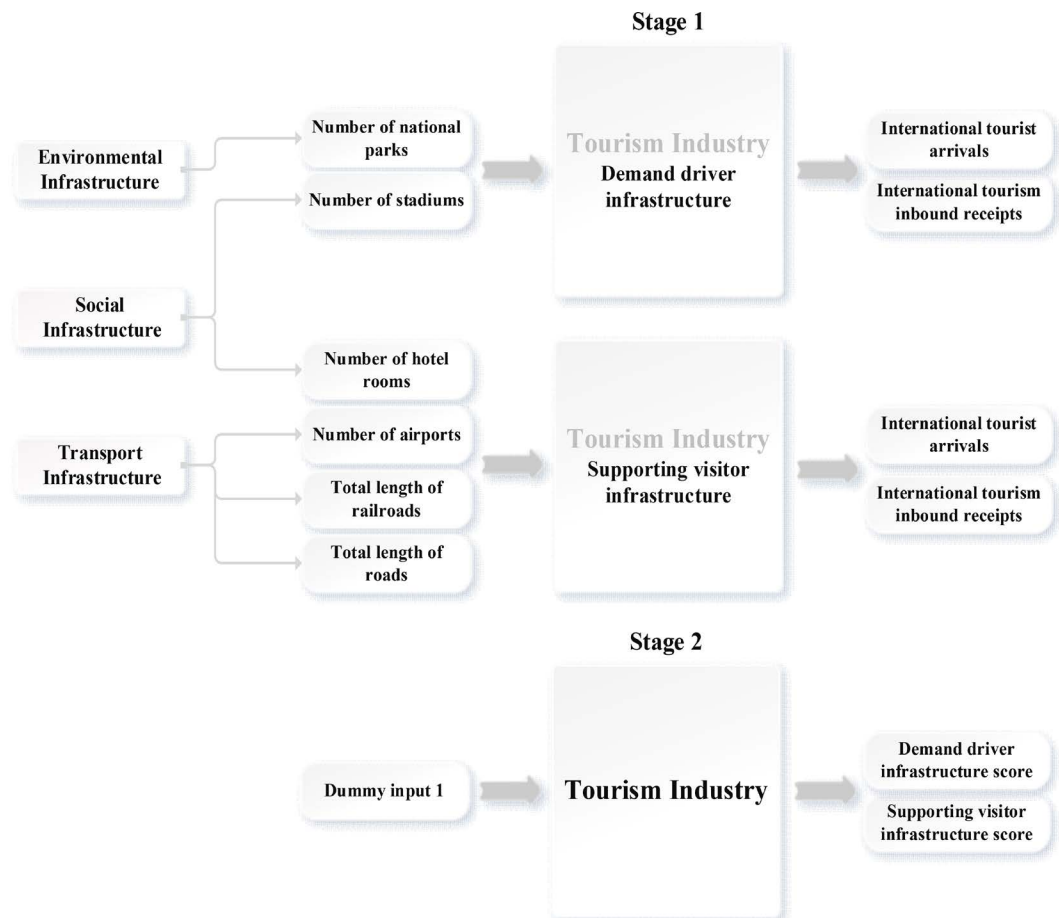 Stage 1
Environmental
Infrastructure
Number of national
parks
Number of stadiums
Tourism Industry
Demand driver
infrastructure
International tourist
arrivals
International tourism
inbound receipts
Social
Infrastructure
Number of hotel
rooms
Transport
Infrastructure
Number of airports
Total length of
railroads
Total length of
roads
Tourism Industry
Supporting visitor
infrastructure
International tourist
arrivals
International tourism
inbound receipts
Stage 2
Dummy input 1
Tourism Industry
Demand driver
infrastructure score
Supporting visitor
infrastructure score